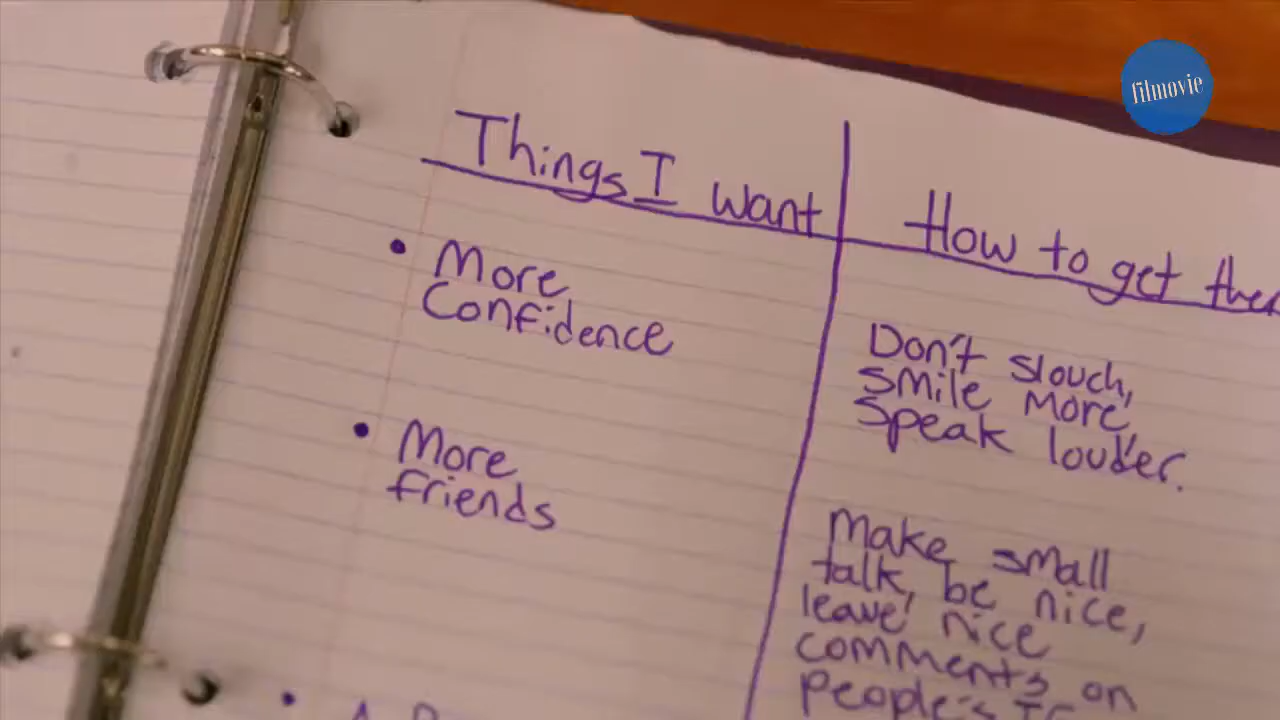 filmovie
Things I want
How to get
• More
Confidence
Don't slouch,
smile more,
speak louder.
• More
friends
Make small
talk, be nice,
leave nice
comments on
people's
• A